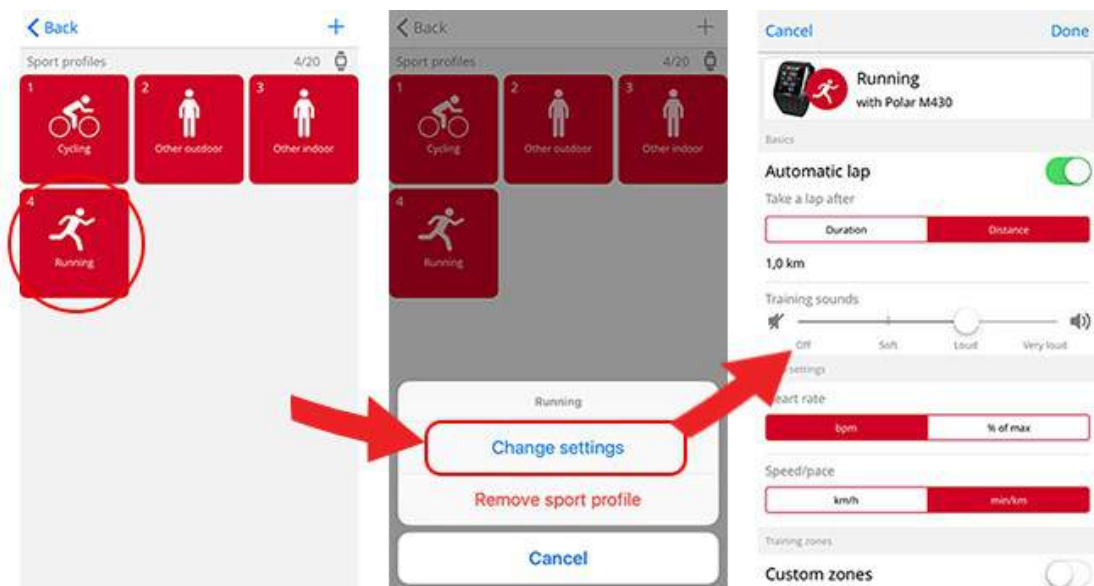 Back
Sport profiles 4/20
1 2 3
Cycling Other outdoor Other indoor
4
Running
Back
Sport profiles 4/20
1 2 3
Cycling Other outdoor Other indoor
4
Running
Running
Change settings
Remove sport profile
Cancel
Cancel Done
Running
with Polar M430
Basics
Automatic lap
Take a lap after
Duration Distance
1,0 km
Training sounds
Off Soft Loud Very loud
settings
eart rate
bpm % of max
Speed/pace
km/h min/km
Training zones
Custom zones